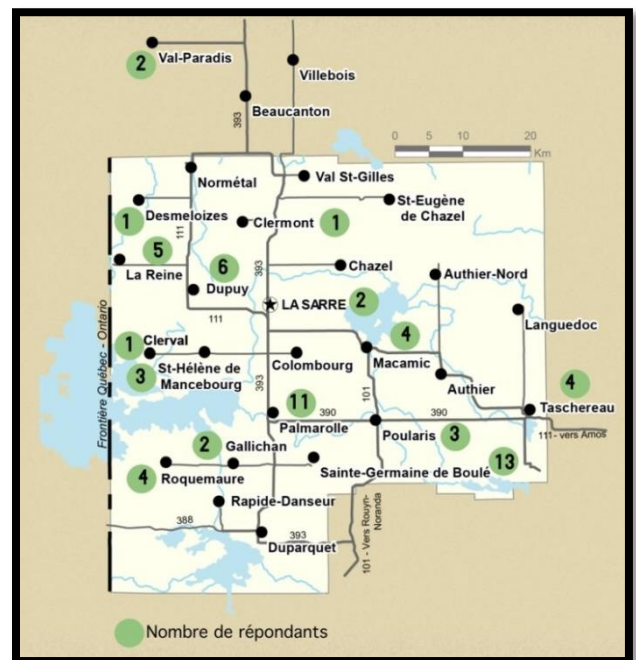 2
Val-Paradis
Villebois
Beaucanton
393
0 5 10 20
Km
Normétal
Val St-Gilles
1
Desmeloizes
Clermont
1
St-Eugène
de Chazel
111
5
La Reine
6
Dupuy
393
Chazel
Authier-Nord
LA SARRE
2
Languedoc
111
Frontière Québec - Ontario
1
Clerval
3
St-Hélène de
Mancebourg
Colombourg
4
Macamic
Authier
4
Taschereau
393
101
11
Palmarolle
390
390
Poularis
3
111- vers Amos
2
Gallichan
4
Roquemaure
Sainte-Germaine de Boulé
13
Rapide-Danseur
388
393
Duparquet
101 - Vers Rouyn-
Noranda
Nombre de répondants